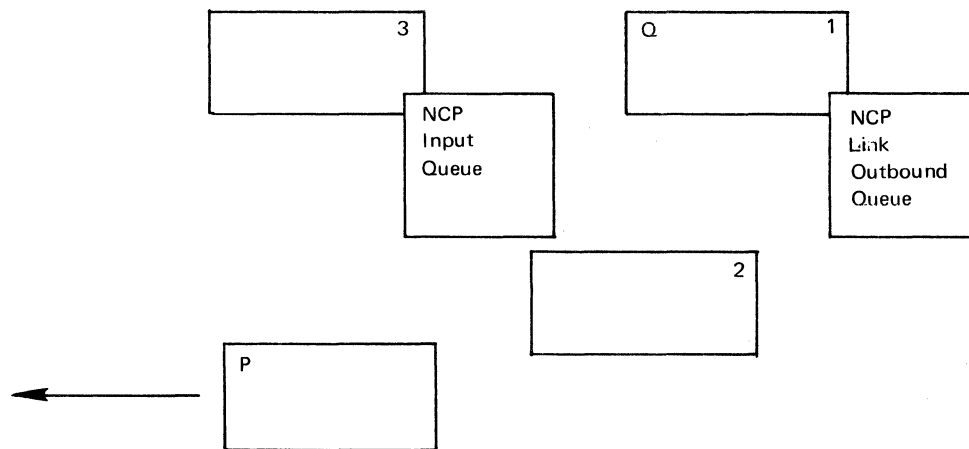 3
Q 1
NCP
Input
Queue
NCP
Link
Outbound
Queue
2
P